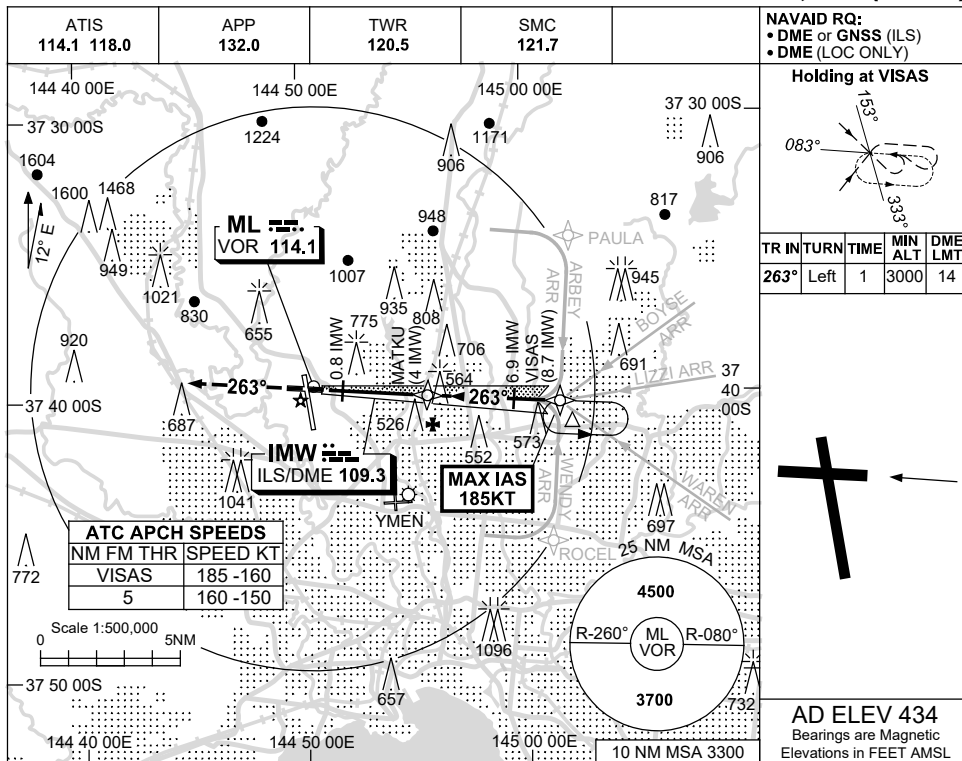 ATIS
114.1 118.0
APP
132.0
TWR
120.5
SMC
121.7
NAVAID RQ:
• DME or GNSS (ILS)
• DME (LOC ONLY)
Holding at VISAS
153°
083°
333°
TR IN TURN TIME MIN ALT DME LMT
263° Left 1 3000 14
144 40 00E
144 50 00E
145 00 00E
37 30 00S
37 30 00S
1224
1171
906
906
1604
1600
1468
12° E
949
ML
VOR 114.1
948
817
PAULA
1007
1021
830
655
935
808
945
ARBEY ARR
BOYSE ARR
775
706
691
920
0.8 IMW
MATKU (4 IMW)
564
6.9 IMW
VISAS (8.7 IMW)
LIZZI ARR
37 40 00S
263°
263°
37 40 00S
687
526
552
573
IMW
ILS/DME 109.3
1041
MAX IAS
185KT
WENDY ARR
WAREN ARR
YMEN
697
ROCEL
ATC APCH SPEEDS
NM FM THR SPEED KT
VISAS 185 -160
5 160 -150
772
25 NM MSA
4500
R-260° ML VOR R-080°
3700
Scale 1:500,000
0 5NM
1096
657
732
37 50 00S
144 40 00E
144 50 00E
145 00 00E
10 NM MSA 3300
AD ELEV 434
Bearings are Magnetic
Elevations in FEET AMSL